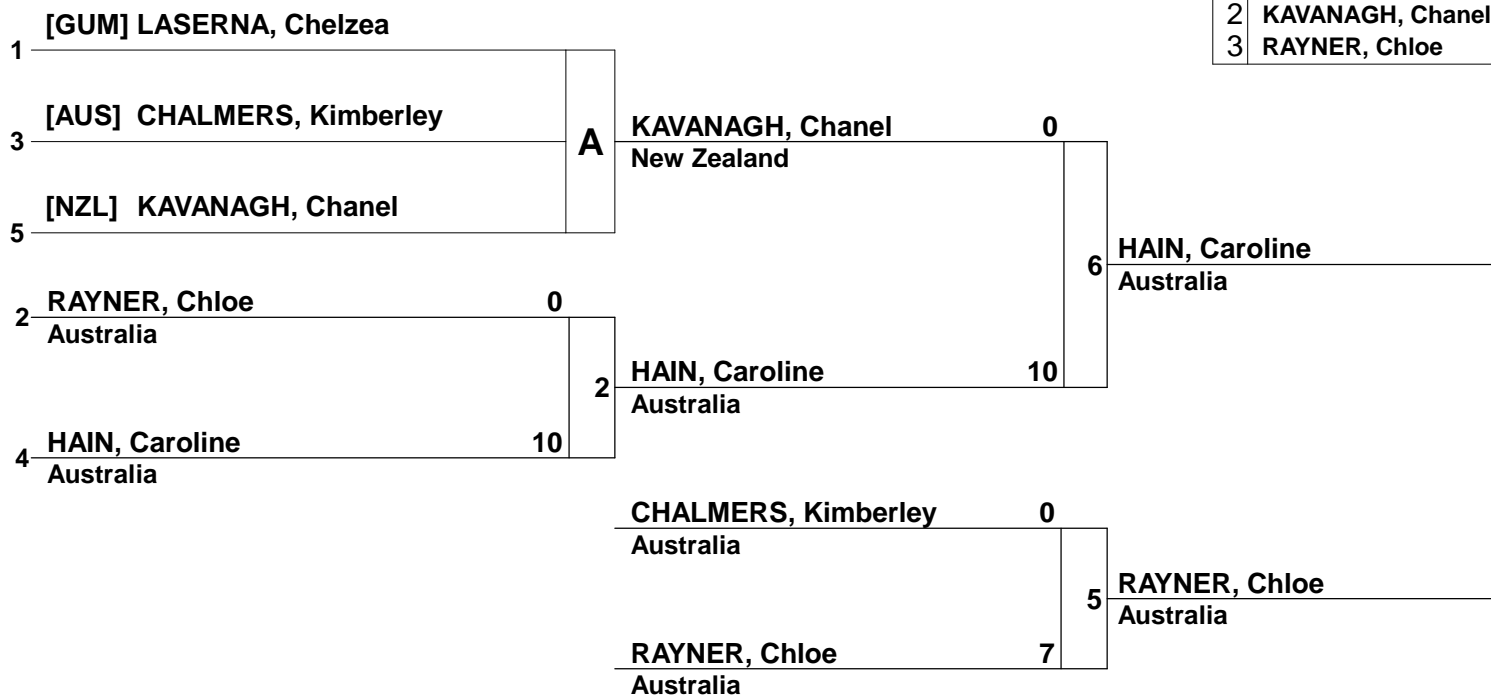 2 KAVANAGH, Chanel
3 RAYNER, Chloe
[GUM] LASERNA, Chelzea
1
[AUS] CHALMERS, Kimberley
3
[NZL] KAVANAGH, Chanel
5
A
KAVANAGH, Chanel 0
New Zealand
RAYNER, Chloe 0
2
Australia
HAIN, Caroline 10
4
Australia
2
HAIN, Caroline 10
Australia
6
HAIN, Caroline
Australia
CHALMERS, Kimberley 0
Australia
RAYNER, Chloe 7
Australia
5
RAYNER, Chloe
Australia